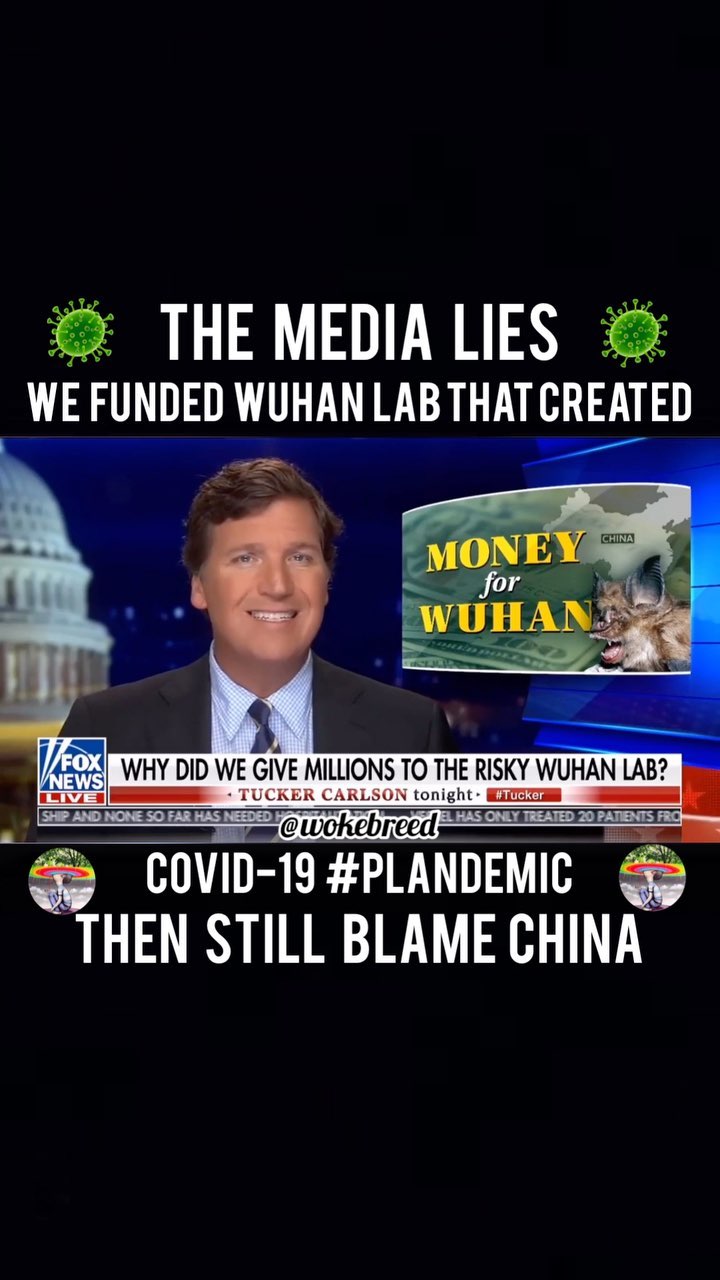 THE MEDIA LIES
WE FUNDED WUHAN LAB THAT CREATED
MONEY
for
WUHAN
CHINA
FOX
NEWS
LIVE
WHY DID WE GIVE MILLIONS TO THE RISKY WUHAN LAB?
TUCKER CARLSON tonight #Tucker
SHIP AND NONE SO FAR HAS NEEDED HAS ONLY TREATED 20 PATIENTS
@wokebreed
COVID-19 #PLANDEMIC
THEN STILL BLAME CHINA